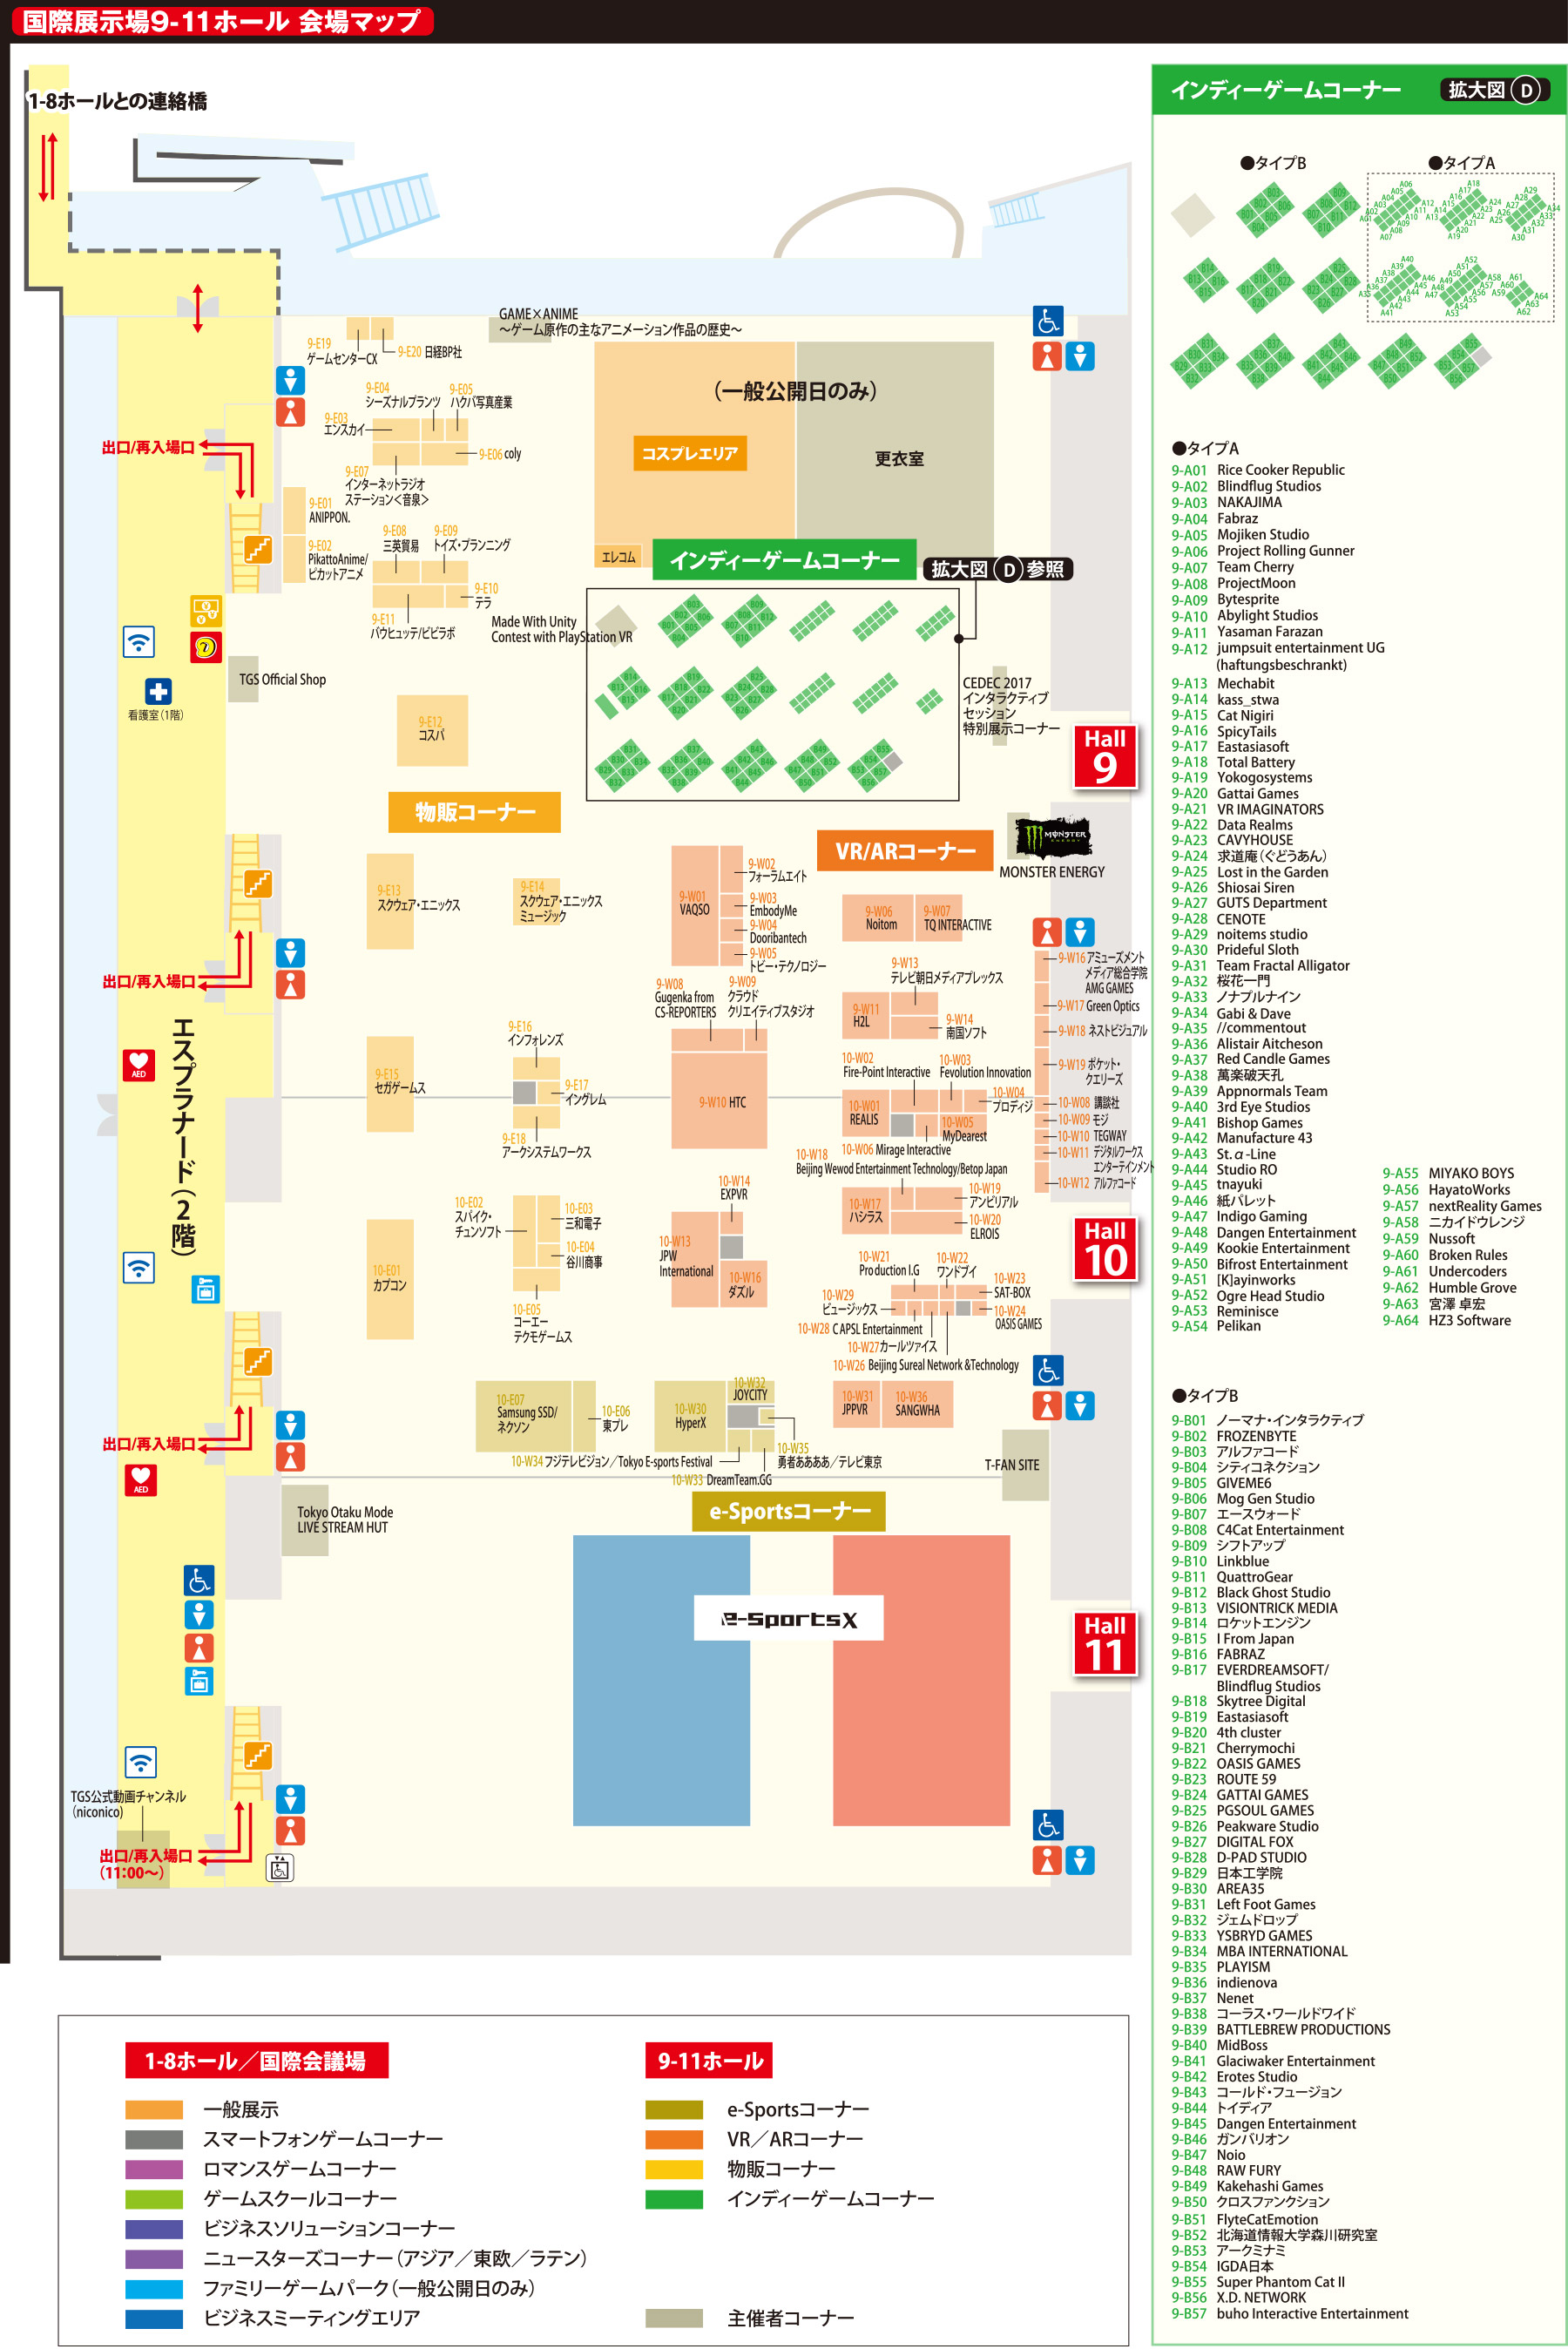 国際展示場9-11ホール 会場マップ
1-8ホールとの連絡橋
GAME×ANIME
～ゲーム原作の主なアニメーション作品の歴史～
9-E19
ゲームセンターCX
9-E20 日経BP社
9-E04
シーズナルプランツ
9-E05
ハクバ写真産業
9-E03
エンスカイ
9-E06 coly
9-E07
インターネットラジオ
ステーション<音泉>
(一般公開日のみ)
コスプレエリア
更衣室
エレコム
出口/再入場口
9-E01
ANIPPON.
9-E02
PikattoAnime/
ピカットアニメ
9-E08
三英貿易
9-E09
トイズ・プランニング
9-E10
テラ
9-E11
バウヒュッテ/ビビラボ
インディーゲームコーナー
拡大図 D 参照
Made With Unity
Contest with PlayStation VR
TGS Official Shop
看護室(1階)
CEDEC 2017
インタラクティブ
セッション
特別展示コーナー
9-E12
コスパ
Hall
9
物販コーナー
VR/ARコーナー
MONSTER
ENERGY
MONSTER ENERGY
9-E13
スクウェア・エニックス
9-E14
スクウェア・エニックス
ミュージック
9-W01
VAQSO
9-W02
フォーラムエイト
9-W03
EmbodyMe
9-W04
Dooribantech
9-W05
トビー・テクノロジー
9-W06
Noitom
9-W07
TQ INTERACTIVE
9-W08
Gugenka from
CS-REPORTERS
9-W09
クラウド
クリエイティブスタジオ
9-W10 HTC
9-W11
H2L
9-W13
テレビ朝日メディアプレックス
9-W14
南国ソフト
9-W16 アミューズメント
メディア総合学院
AMG GAMES
9-W17 Green Optics
9-W18 ネストビジュアル
9-W19 ポケット・
クエリーズ
10-W08 講談社
10-W09 モジ
10-W10 TEGWAY
10-W11 デジタルワークス
エンターテインメント
10-W12 アルファコード
出口/再入場口
エスプラナード(2階)
AED
9-E15
セガゲームス
9-E16
インフォレンズ
9-E17
イングレム
9-E18
アークシステムワークス
10-W02
Fire-Point Interactive
10-W03
Fevolution Innovation
10-W04
プロディジ
10-W01
REALIS
10-W05
MyDearest
10-W06 Mirage Interactive
10-W18
Beijing Wewod Entertainment Technology/Betop Japan
10-W17
ハシラス
10-W19
アンビリアル
10-W20
ELROIS
Hall
10
10-E01
カプコン
10-E02
スパイク・
チュンソフト
10-E03
三和電子
10-E04
谷川商事
10-E05
コーエー
テクモゲームス
10-W13
JPW
International
10-W14
EXPVR
10-W16
ダズル
10-W21
Production I.G
10-W22
ワンドブイ
10-W23
SAT-BOX
10-W24
OASIS GAMES
10-W29
ビュージックス
10-W28 CAPSL Entertainment
10-W27カールツァイス
10-W26 Beijing Sureal Network &Technology
10-W31
JPPVR
10-W36
SANGWHA
10-E07
Samsung SSD/
ネクソン
10-E06
東プレ
10-W30
HyperX
10-W32
JOYCITY
10-W35
勇者ああああ／テレビ東京
10-W34 フジテレビジョン／Tokyo E-sports Festival
10-W33 DreamTeam.GG
T-FAN SITE
出口/再入場口
AED
Tokyo Otaku Mode
LIVE STREAM HUT
e-Sportsコーナー
e-Sports X
Hall
11
TGS公式動画チャンネル
(niconico)
出口/再入場口
(11:00～)
1-8ホール／国際会議場
一般展示
スマートフォンゲームコーナー
ロマンスゲームコーナー
ゲームスクールコーナー
ビジネスソリューションコーナー
ニュースターズコーナー(アジア／東欧／ラテン)
ファミリーゲームパーク(一般公開日のみ)
ビジネスミーティングエリア
9-11ホール
e-Sportsコーナー
VR／ARコーナー
物販コーナー
インディーゲームコーナー
主催者コーナー
インディーゲームコーナー 拡大図 D
●タイプB
●タイプA
●タイプA
9-A01 Rice Cooker Republic
9-A02 Blindflug Studios
9-A03 NAKAJIMA
9-A04 Fabraz
9-A05 Mojiken Studio
9-A06 Project Rolling Gunner
9-A07 Team Cherry
9-A08 ProjectMoon
9-A09 Bytesprite
9-A10 Abylight Studios
9-A11 Yasaman Farazan
9-A12 jumpsuit entertainment UG
(haftungsbeschrankt)
9-A13 Mechabit
9-A14 kass_stwa
9-A15 Cat Nigiri
9-A16 SpicyTails
9-A17 Eastasiasoft
9-A18 Total Battery
9-A19 Yokogosystems
9-A20 Gattai Games
9-A21 VR IMAGINATORS
9-A22 Data Realms
9-A23 CAVYHOUSE
9-A24 求道庵(ぐどうあん)
9-A25 Lost in the Garden
9-A26 Shiosai Siren
9-A27 GUTS Department
9-A28 CENOTE
9-A29 noitems studio
9-A30 Prideful Sloth
9-A31 Team Fractal Alligator
9-A32 桜花一門
9-A33 ノナプルナイン
9-A34 Gabi & Dave
9-A35 //commentout
9-A36 Alistair Aitcheson
9-A37 Red Candle Games
9-A38 萬楽破天孔
9-A39 Appnormals Team
9-A40 3rd Eye Studios
9-A41 Bishop Games
9-A42 Manufacture 43
9-A43 St.α-Line
9-A44 Studio RO
9-A45 tnayuki
9-A46 紙パレット
9-A47 Indigo Gaming
9-A48 Dangen Entertainment
9-A49 Kookie Entertainment
9-A50 Bifrost Entertainment
9-A51 [K]ayinworks
9-A52 Ogre Head Studio
9-A53 Reminisce
9-A54 Pelikan
9-A55 MIYAKO BOYS
9-A56 HayatoWorks
9-A57 nextReality Games
9-A58 ニカイドウレンジ
9-A59 Nussoft
9-A60 Broken Rules
9-A61 Undercoders
9-A62 Humble Grove
9-A63 宮澤 卓宏
9-A64 HZ3 Software
●タイプB
9-B01 ノーマナ・インタラクティブ
9-B02 FROZENBYTE
9-B03 アルファコード
9-B04 シティコネクション
9-B05 GIVEME6
9-B06 Mog Gen Studio
9-B07 エースウォード
9-B08 C4Cat Entertainment
9-B09 シフトアップ
9-B10 Linkblue
9-B11 QuattroGear
9-B12 Black Ghost Studio
9-B13 VISIONTRICK MEDIA
9-B14 ロケットエンジン
9-B15 I From Japan
9-B16 FABRAZ
9-B17 EVERDREAMSOFT/
Blindflug Studios
9-B18 Skytree Digital
9-B19 Eastasiasoft
9-B20 4th cluster
9-B21 Cherrymochi
9-B22 OASIS GAMES
9-B23 ROUTE 59
9-B24 GATTAI GAMES
9-B25 PGSOUL GAMES
9-B26 Peakware Studio
9-B27 DIGITAL FOX
9-B28 D-PAD STUDIO
9-B29 日本工学院
9-B30 AREA35
9-B31 Left Foot Games
9-B32 ジェムドロップ
9-B33 YSBRYD GAMES
9-B34 MBA INTERNATIONAL
9-B35 PLAYISM
9-B36 indienova
9-B37 Nenet
9-B38 コーラス・ワールドワイド
9-B39 BATTLEBREW PRODUCTIONS
9-B40 MidBoss
9-B41 Glaciwaker Entertainment
9-B42 Erotes Studio
9-B43 コールド・フュージョン
9-B44 トイディア
9-B45 Dangen Entertainment
9-B46 ガンバリオン
9-B47 Noio
9-B48 RAW FURY
9-B49 Kakehashi Games
9-B50 クロスファンクション
9-B51 FlyteCatEmotion
9-B52 北海道情報大学森川研究室
9-B53 アークミナミ
9-B54 IGDA日本
9-B55 Super Phantom Cat II
9-B56 X.D. NETWORK
9-B57 buho Interactive Entertainment